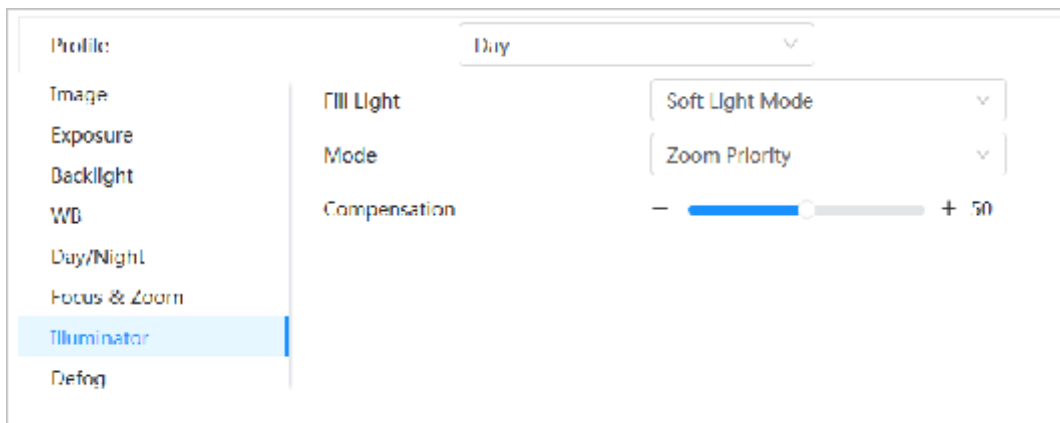 Profile Day
Image
Fill Light Soft Light Mode
Exposure
Mode Zoom Priority
Backlight
WB
Compensation − + 50
Day/Night
Focus & Zoom
Illuminator
Defog